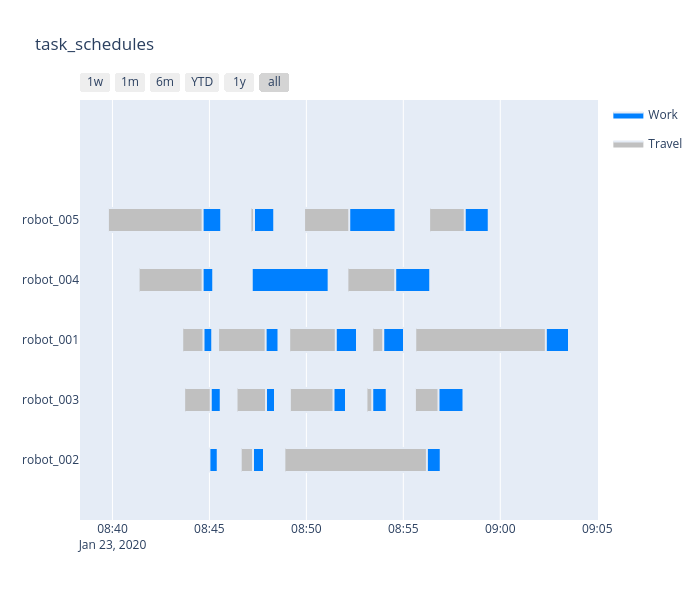 task_schedules
1w 1m 6m YTD 1y all
Work
Travel
robot_005
robot_004
robot_001
robot_003
robot_002
08:40 08:45 08:50 08:55 09:00 09:05
Jan 23, 2020